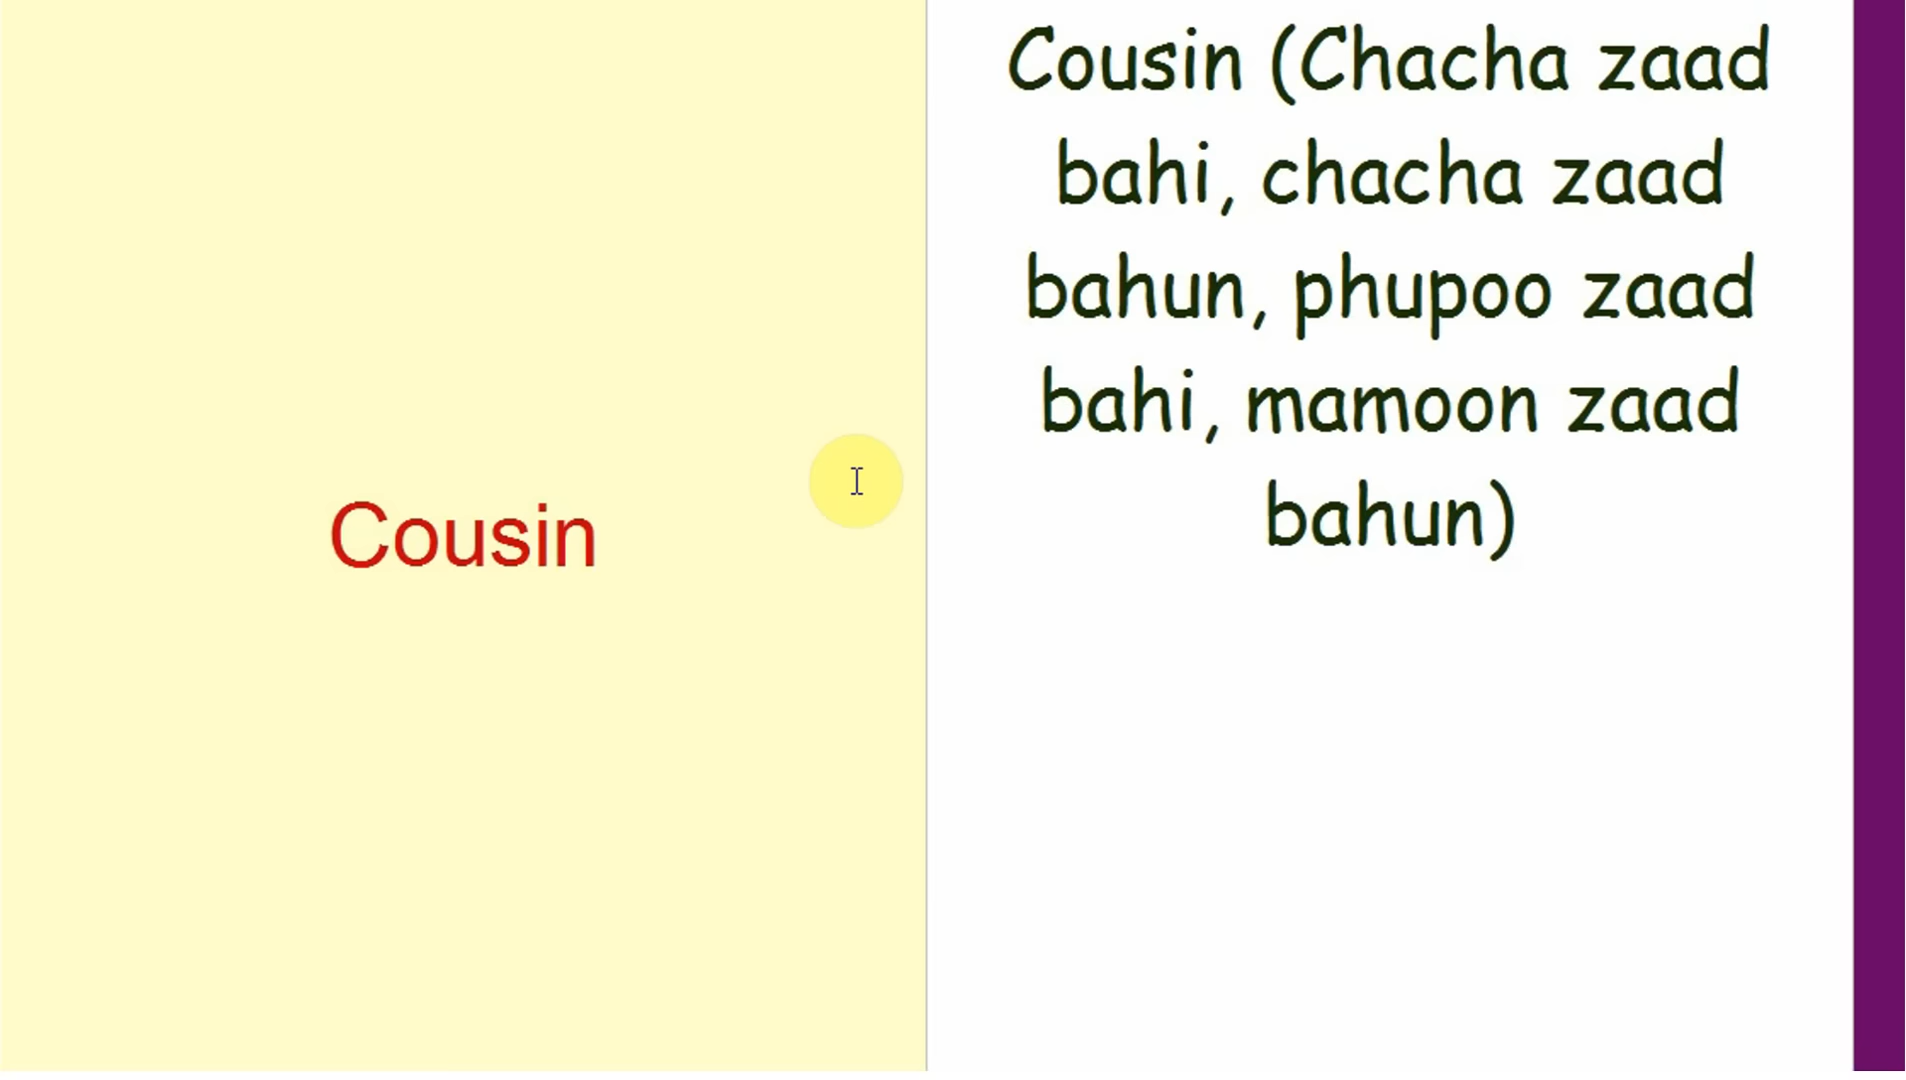 Cousin
Cousin (Chacha zaad
bahi, chacha zaad
bahun, phupoo zaad
bahi, mamoon zaad
bahun)